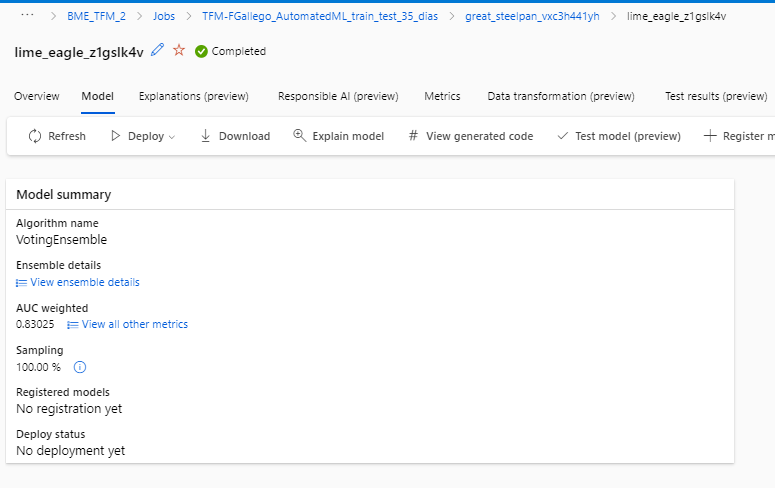 ··· > BME_TFM_2 > Jobs > TFM-FGallego_AutomatedML_train_test_35_dias > great_steelpan_vxc3h441yh > lime_eagle_z1gslk4v
lime_eagle_z1gslk4v Completed
Overview Model Explanations (preview) Responsible AI (preview) Metrics Data transformation (preview) Test results (preview)
Refresh Deploy Download Explain model # View generated code Test model (preview) Register m
Model summary
Algorithm name
VotingEnsemble
Ensemble details
View ensemble details
AUC weighted
0.83025 View all other metrics
Sampling
100.00 %
Registered models
No registration yet
Deploy status
No deployment yet